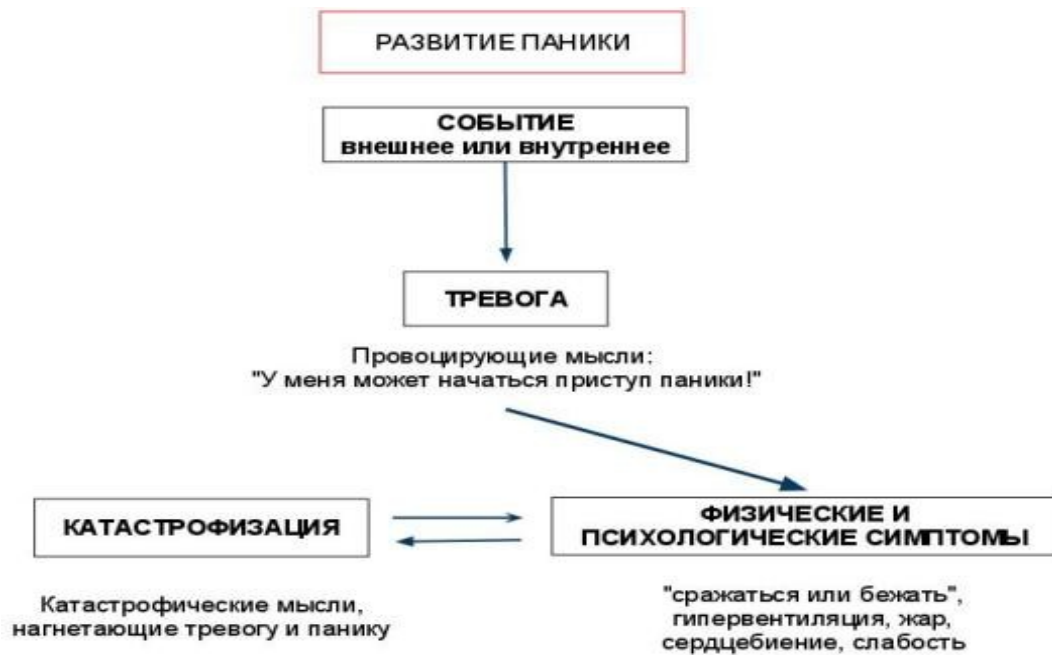 РАЗВИТИЕ ПАНИКИ
СОБЫТИЕ
внешнее или внутреннее
ТРЕВОГА
Провоцирующие мысли:
"У меня может начаться приступ паники!"
КАТАСТРОФИЗАЦИЯ
ФИЗИЧЕСКИЕ И
ПСИХОЛОГИЧЕСКИЕ СИМПТОМЫ
Катастрофические мысли,
нагнетающие тревогу и панику
"сражаться или бежать",
гипервентиляция, жар,
сердцебиение, слабость